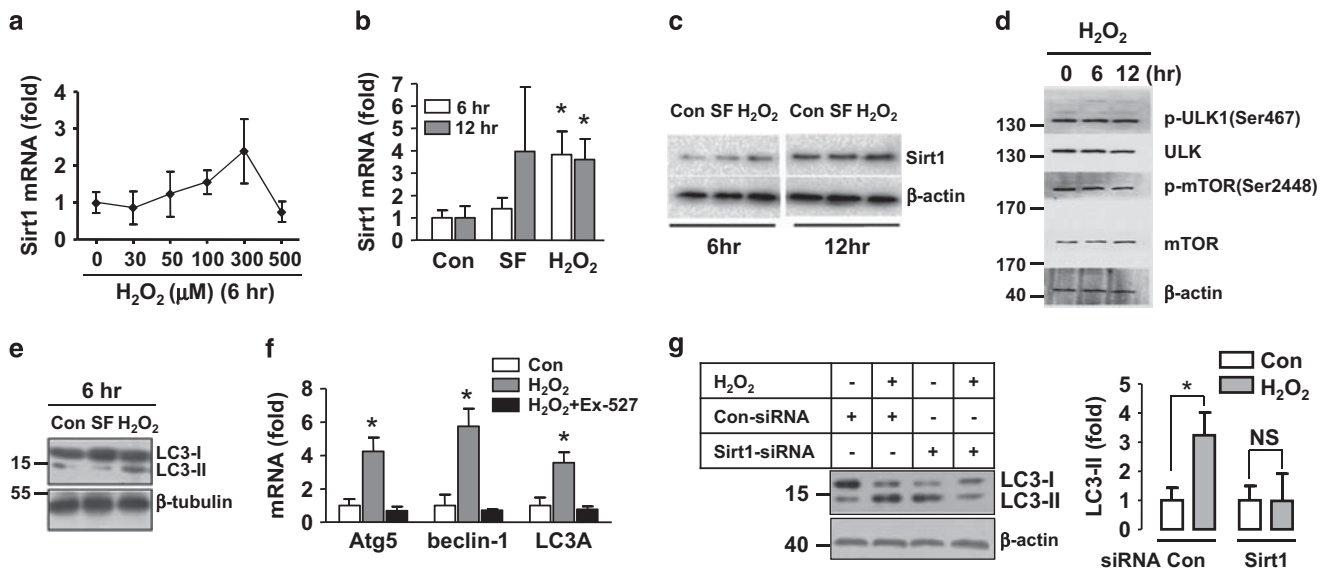 a
Sirt1 mRNA (fold)
4
3
2
1
0
0 30 50 100 300 500
H₂O₂ (μM) (6 hr)
b
Sirt1 mRNA (fold)
7
6
5
4
3
2
1
0
6 hr
12 hr
* *
Con SF H₂O₂
c
Con SF H₂O₂ Con SF H₂O₂
Sirt1
β-actin
6hr 12hr
d
H₂O₂
0 6 12 (hr)
130 p-ULK1(Ser467)
130 ULK
p-mTOR(Ser2448)
170
mTOR
170
40 β-actin
e
6 hr
Con SF H₂O₂
LC3-I
15 LC3-II
55 β-tubulin
f
Con
H₂O₂
H₂O₂+Ex-527
mRNA (fold)
8
6
4
2
0
* * *
Atg5 beclin-1 LC3A
g
H₂O₂ - + - +
Con-siRNA + + - -
Sirt1-siRNA - - + +
LC3-I
15 LC3-II
40 β-actin
Con
H₂O₂
LC3-II (fold)
5
4
3
2
1
0
*
NS
siRNA Con Sirt1